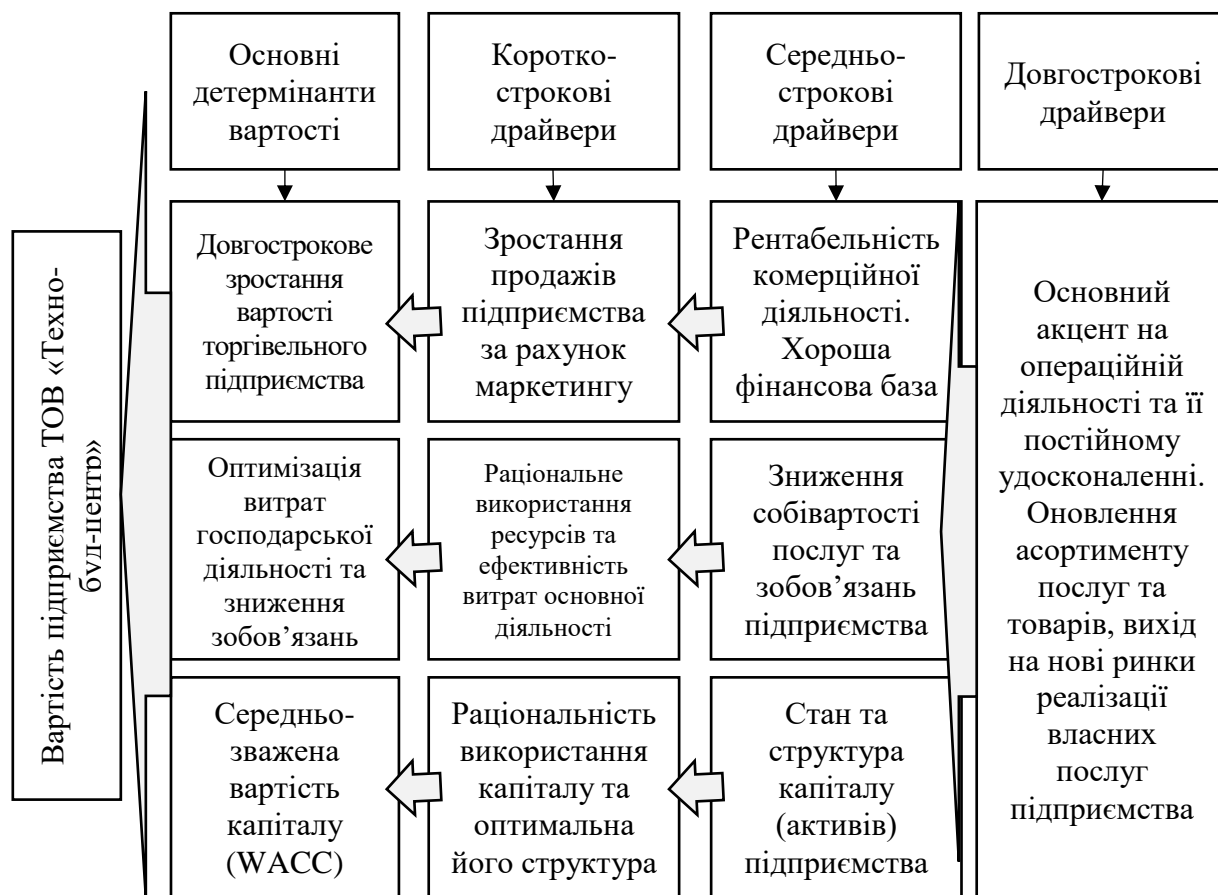 Основні
детермінанти
вартості
Коротко-
строкові
драйвери
Середньо-
строкові
драйвери
Довгострокові
драйвери
Вартість підприємства ТОВ «Техно-
буд-центр»
Довгострокове
зростання
вартості
торгівельного
підприємства
Зростання
продажів
підприємства
за рахунок
маркетингу
Рентабельність
комерційної
діяльності.
Хороша
фінансова база
Оптимізація
витрат
господарської
діяльності та
зниження
зобов’язань
Раціональне
використання
ресурсів та
ефективність
витрат основної
діяльності
Зниження
собівартості
послуг та
зобов’язань
підприємства
Середньо-
зважена
вартість
капіталу
(WACC)
Раціональність
використання
капіталу та
оптимальна
його структура
Стан та
структура
капіталу
(активів)
підприємства
Основний
акцент на
операційній
діяльності та її
постійному
удосконаленні.
Оновлення
асортименту
послуг та
товарів, вихід
на нові ринки
реалізації
власних
послуг
підприємства